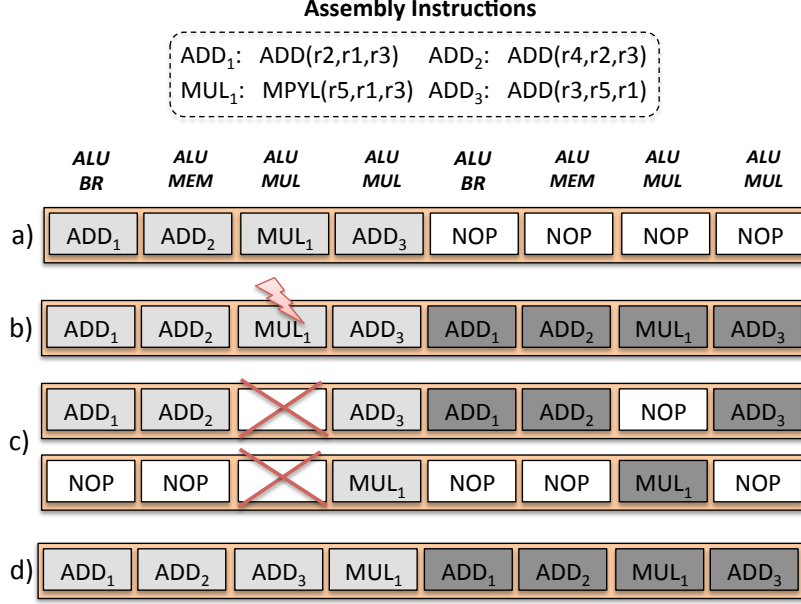 Assembly Instructions
ADD₁: ADD(r2,r1,r3) ADD₂: ADD(r4,r2,r3)
MUL₁: MPYL(r5,r1,r3) ADD₃: ADD(r3,r5,r1)
ALU ALU ALU ALU ALU ALU ALU ALU
BR MEM MUL MUL BR MEM MUL MUL
a) ADD₁ ADD₂ MUL₁ ADD₃ NOP NOP NOP NOP
b) ADD₁ ADD₂ MUL₁ ADD₃ ADD₁ ADD₂ MUL₁ ADD₃
ADD₁ ADD₂ ADD₃ ADD₁ ADD₂ NOP ADD₃
c)
NOP NOP MUL₁ NOP NOP MUL₁ NOP
d) ADD₁ ADD₂ ADD₃ MUL₁ ADD₁ ADD₂ MUL₁ ADD₃